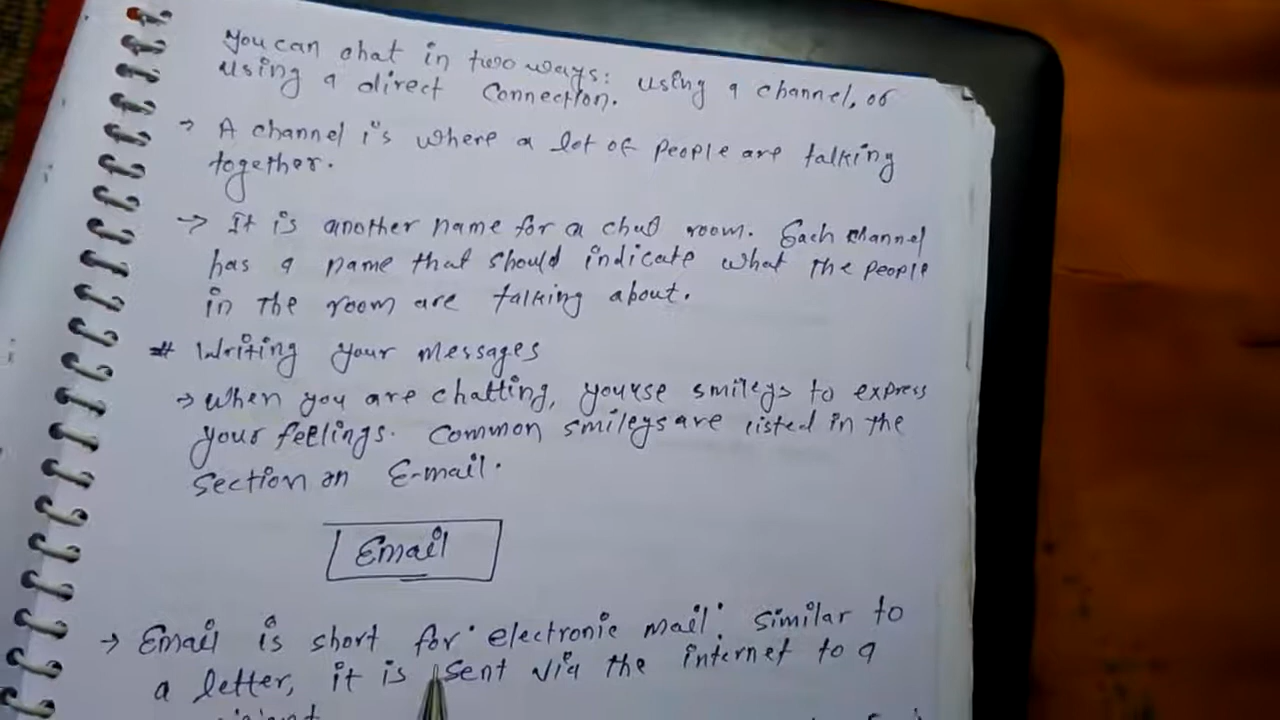 You can chat in two ways: using a channel, or
using a direct connection.
→ A channel is where a lot of people are talking
together.
→ It is another name for a chat room. Each channel
has a name that should indicate what the people
in the room are talking about.
# Writing your messages
→ When you are chatting, you use smileys to express
your feelings. Common smileys are listed in the
section on E-mail.
Email
→ Email is short for electronic mail. Similar to
a letter, it is sent via the internet to a